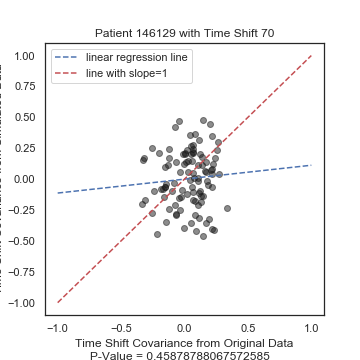 Patient 146129 with Time Shift 70
linear regression line
line with slope=1
1.00
0.75
0.50
0.25
0.00
−0.25
−0.50
−0.75
−1.00
−1.0
−0.5
0.0
0.5
1.0
Time Shift Covariance from Original Data
P-Value = 0.45878788067572585